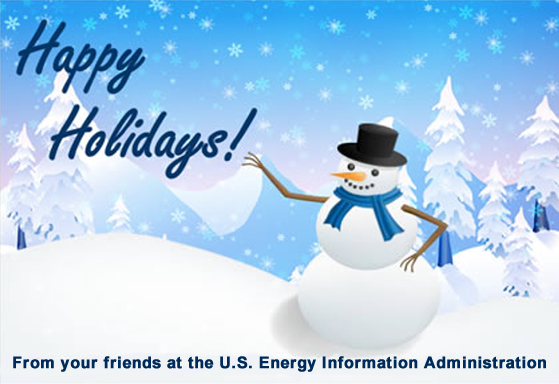 Happy
Holidays!
From your friends at the U.S. Energy Information Administration